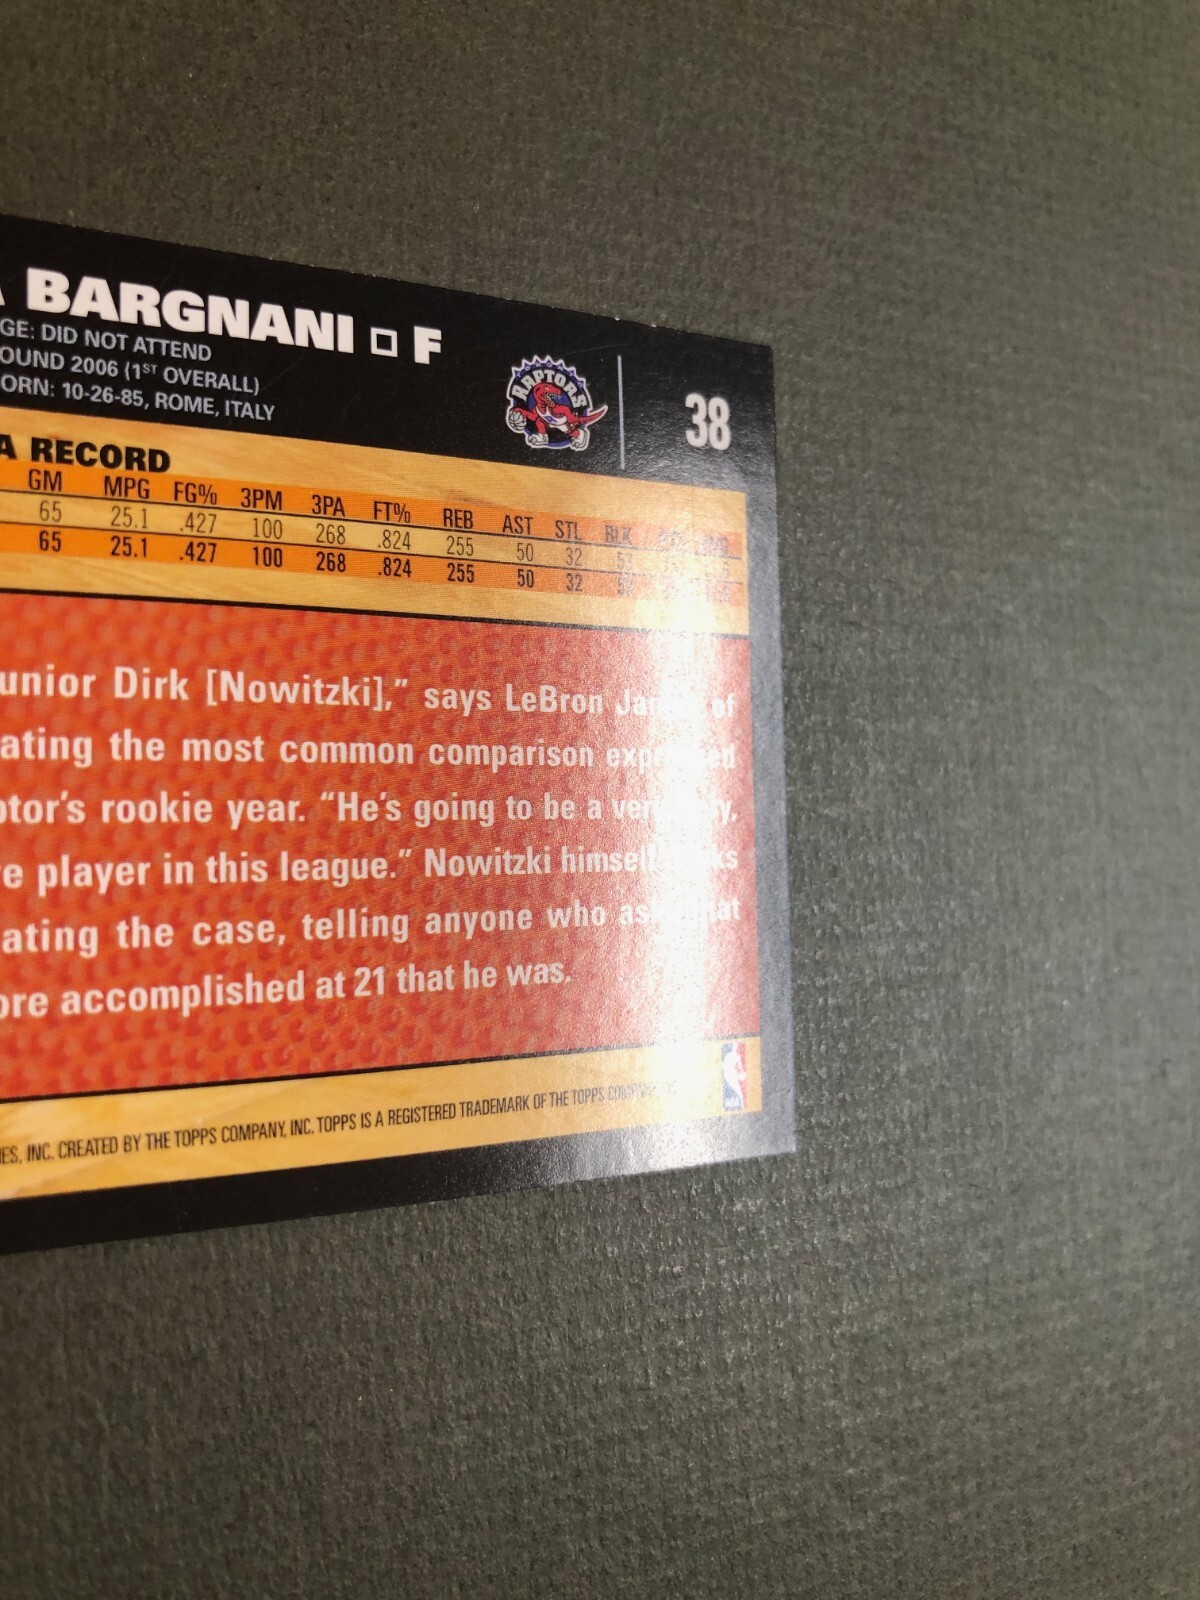 BARGNANI □ F
GE: DID NOT ATTEND
OUND 2006 (1ST OVERALL)
ORN: 10-26-85, ROME, ITALY
RAPTORS
38
A RECORD
GM MPG FG% 3PM 3PA FT% REB AST STL BLK
65 25.1 .427 100 268 .824 255 50 32
65 25.1 .427 100 268 .824 255 50 32
unior Dirk [Nowitzki],” says LeBron of
ating the most common comparison
ptor's rookie year. “He's going to be a
e player in this league.” Nowitzki
ating the case, telling anyone who
ore accomplished at 21 that he was.
IES, INC. CREATED BY THE TOPPS COMPANY, INC. TOPPS IS A REGISTERED TRADEMARK OF THE TOPPS